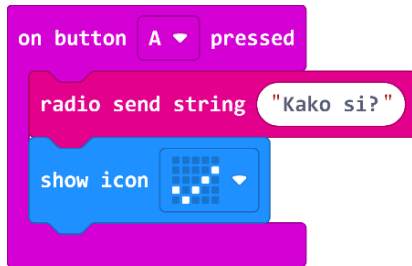 on button A pressed
radio send string "Kako si?"
show icon